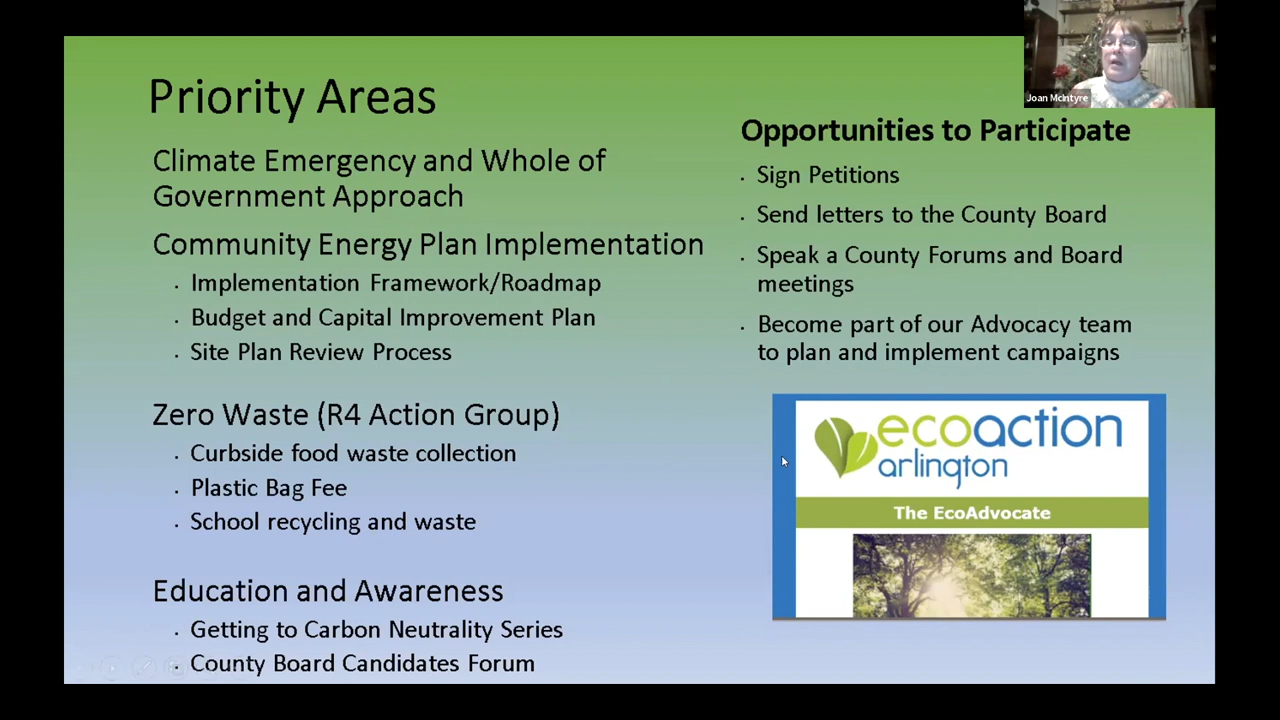 Priority Areas
Climate Emergency and Whole of
Government Approach
Community Energy Plan Implementation
· Implementation Framework/Roadmap
· Budget and Capital Improvement Plan
· Site Plan Review Process
Zero Waste (R4 Action Group)
· Curbside food waste collection
· Plastic Bag Fee
· School recycling and waste
Education and Awareness
· Getting to Carbon Neutrality Series
· County Board Candidates Forum
Joan McIntyre
Opportunities to Participate
· Sign Petitions
· Send letters to the County Board
· Speak a County Forums and Board
meetings
· Become part of our Advocacy team
to plan and implement campaigns
ecoaction
arlington
The EcoAdvocate